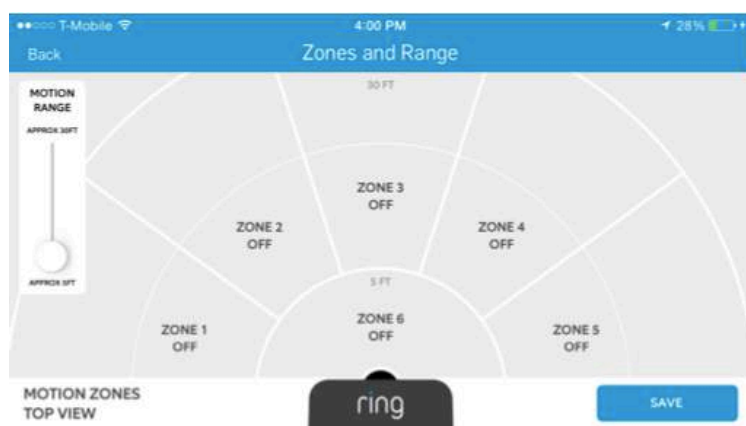 T-Mobile 4:00 PM 28%
Back Zones and Range
MOTION
RANGE
APPROX 30FT
30 FT
ZONE 3
OFF
ZONE 2
OFF
ZONE 4
OFF
APPROX 5FT
5 FT
ZONE 1
OFF
ZONE 6
OFF
ZONE 5
OFF
MOTION ZONES
TOP VIEW
ring
SAVE